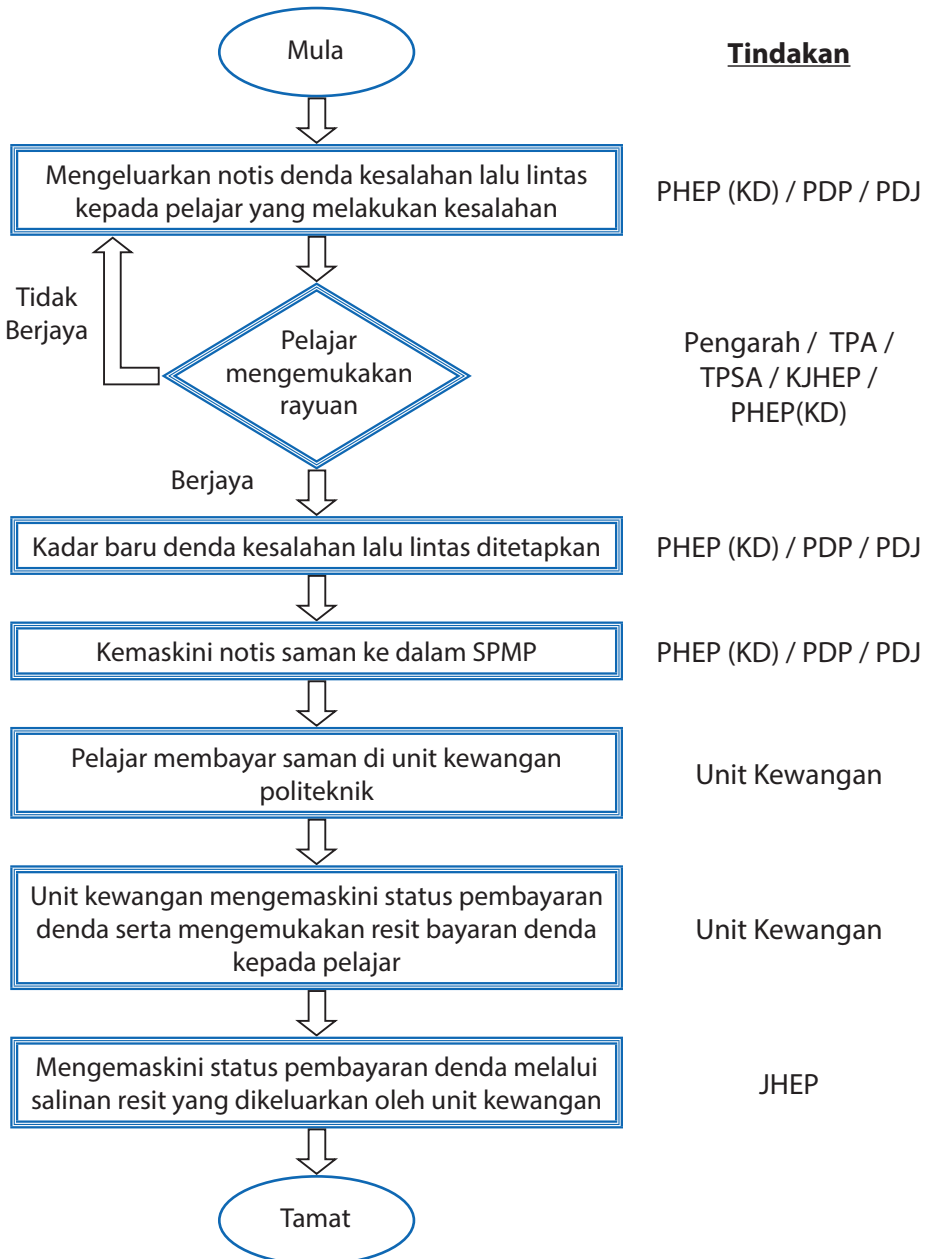 Mula
Tindakan
Mengeluarkan notis denda kesalahan lalu lintas
kepada pelajar yang melakukan kesalahan
PHEP (KD) / PDP / PDJ
Tidak
Berjaya
Pelajar
mengemukakan
rayuan
Pengarah / TPA /
TPSA / KJHEP /
PHEP(KD)
Berjaya
Kadar baru denda kesalahan lalu lintas ditetapkan
PHEP (KD) / PDP / PDJ
Kemaskini notis saman ke dalam SPMP
PHEP (KD) / PDP / PDJ
Pelajar membayar saman di unit kewangan
politeknik
Unit Kewangan
Unit kewangan mengemaskini status pembayaran
denda serta mengemukakan resit bayaran denda
kepada pelajar
Unit Kewangan
Mengemaskini status pembayaran denda melalui
salinan resit yang dikeluarkan oleh unit kewangan
JHEP
Tamat